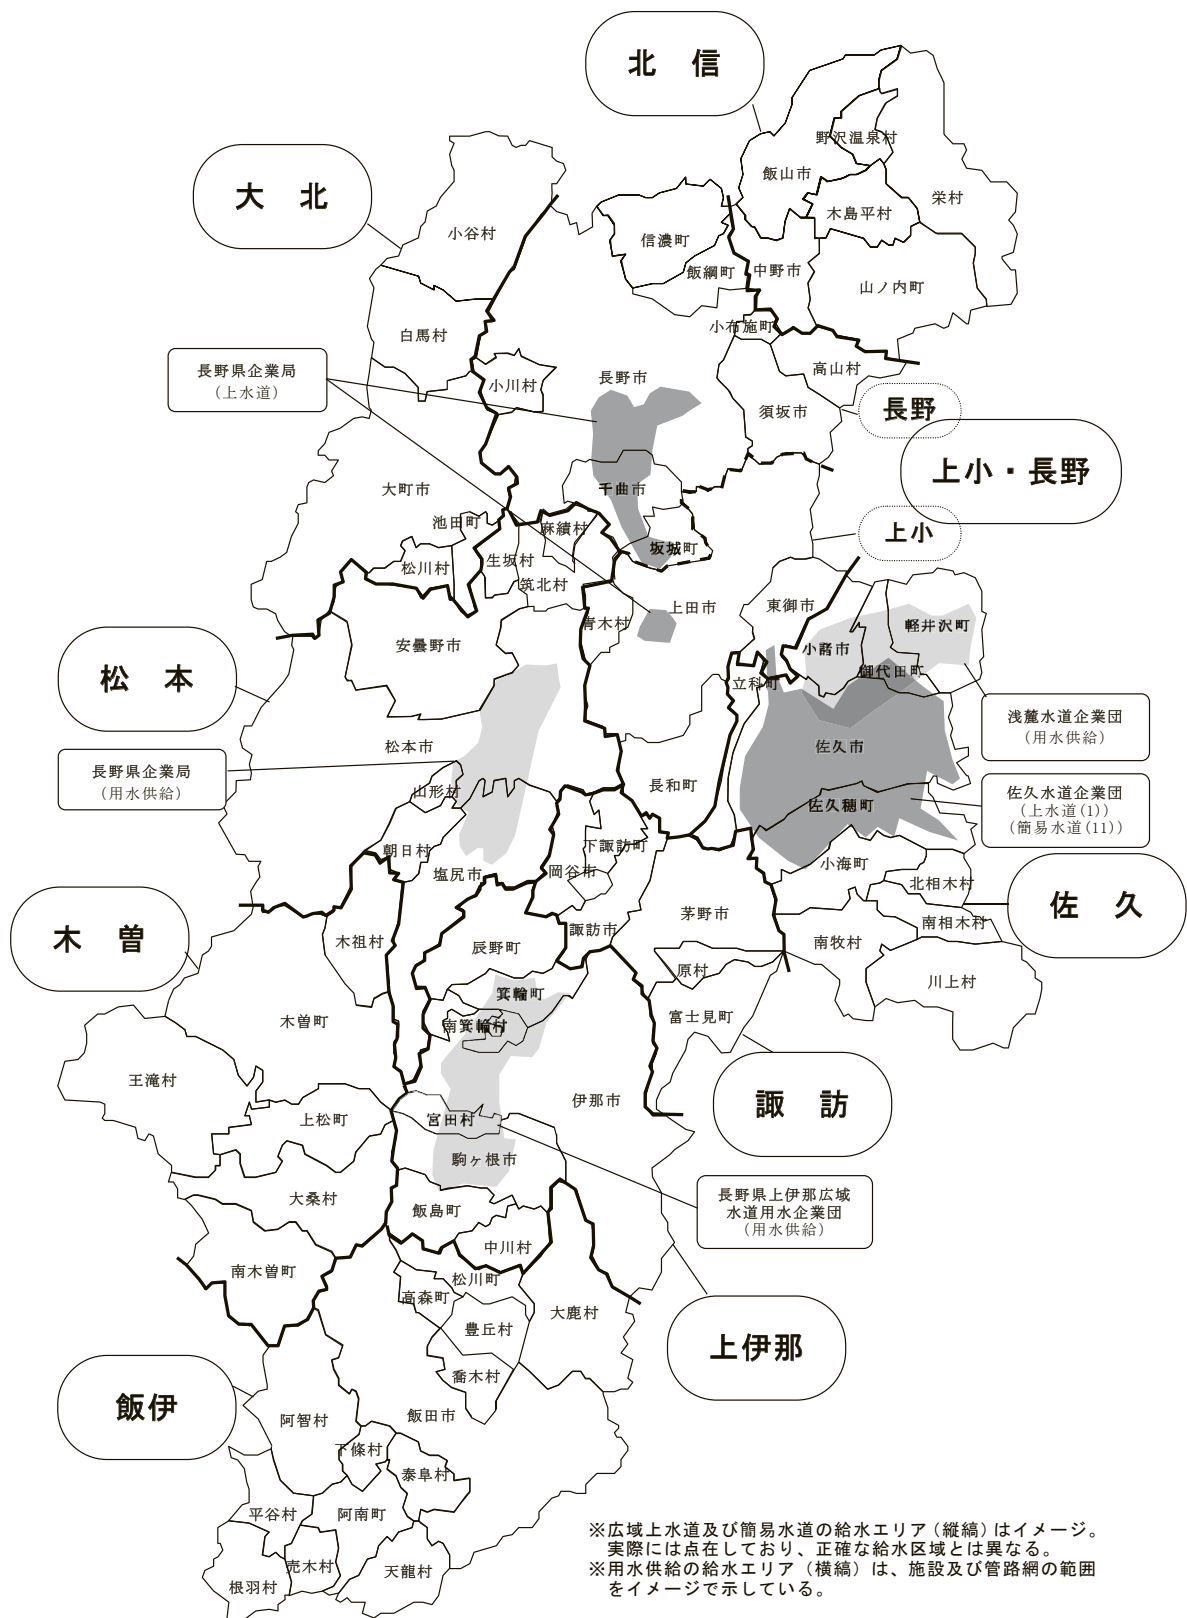 北　信
野沢温泉村
飯山市
栄村
木島平村
大　北
小谷村
信濃町
飯綱町
中野市
山ノ内町
小布施町
白馬村
高山村
長野県企業局
（上水道）
小川村
長野市
須坂市
長野
上小・長野
大町市
千曲市
池田町
麻績村
上小
坂城町
生坂村
松川村
筑北村
上田市
東御市
青木村
軽井沢町
安曇野市
小諸市
御代田町
松　本
立科町
浅麓水道企業団
（用水供給）
松本市
佐久市
長野県企業局
（用水供給）
山形村
長和町
佐久水道企業団
（上水道(1)）
（簡易水道(11)）
佐久穂町
朝日村
下諏訪町
塩尻市
岡谷市
小海町
北相木村
佐　久
木　曽
木祖村
辰野町
諏訪市
茅野市
南相木村
南牧村
原村
川上村
箕輪町
南箕輪村
富士見町
木曽町
王滝村
伊那市
諏　訪
上松町
宮田村
駒ヶ根市
大桑村
飯島町
長野県上伊那広域
水道用水企業団
（用水供給）
中川村
南木曽町
松川町
高森町
大鹿村
豊丘村
上伊那
喬木村
飯伊
阿智村
飯田市
下條村
泰阜村
平谷村
阿南町
売木村
天龍村
根羽村
※広域上水道及び簡易水道の給水エリア（縦縞）はイメージ。
実際には点在しており、正確な給水区域とは異なる。
※用水供給の給水エリア（横縞）は、施設及び管路網の範囲
をイメージで示している。